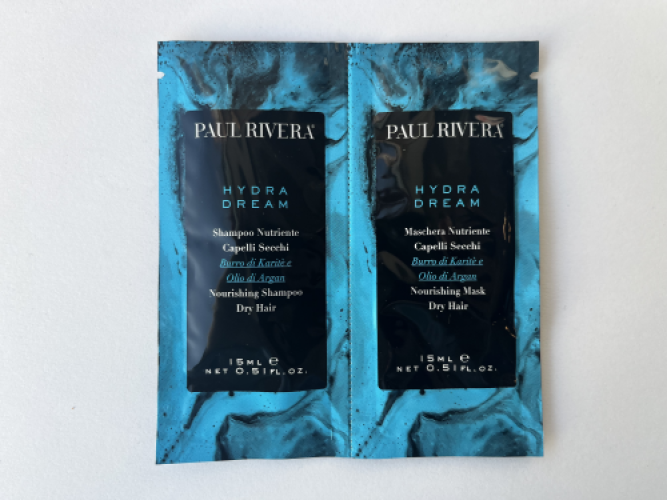 PAUL RIVERA®
HYDRA
DREAM
Shampoo Nutriente
Capelli Secchi
Burro di Karitè e
Olio di Argan
Nourishing Shampoo
Dry Hair
15ML e
NET 0.51FL.OZ.
PAUL RIVERA®
HYDRA
DREAM
Maschera Nutriente
Capelli Secchi
Burro di Karitè e
Olio di Argan
Nourishing Mask
Dry Hair
15ML e
NET 0.51FL.OZ.